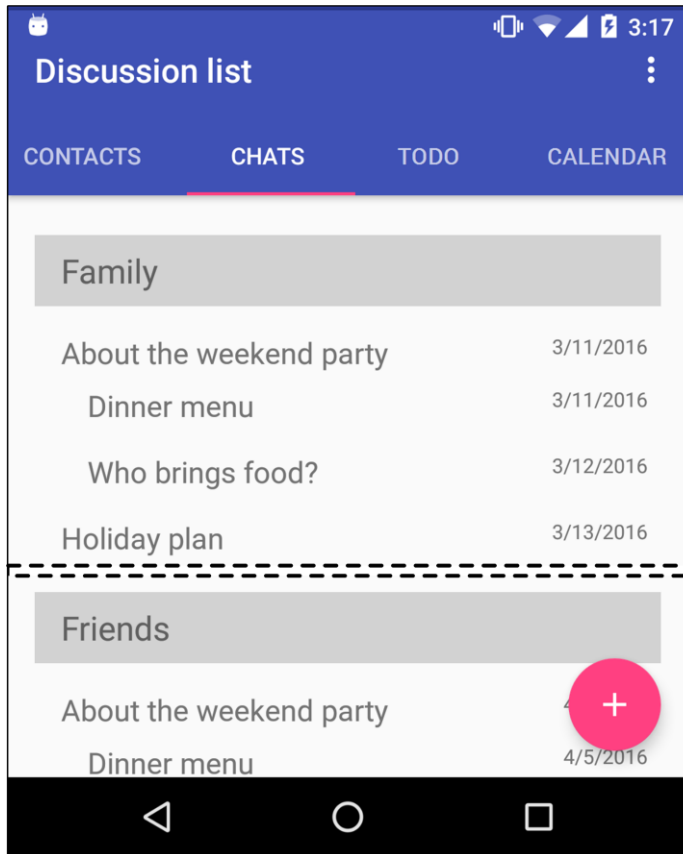 3:17
Discussion list
CONTACTS CHATS TODO CALENDAR
Family
About the weekend party 3/11/2016
Dinner menu 3/11/2016
Who brings food? 3/12/2016
Holiday plan 3/13/2016
Friends
About the weekend party
Dinner menu 4/5/2016